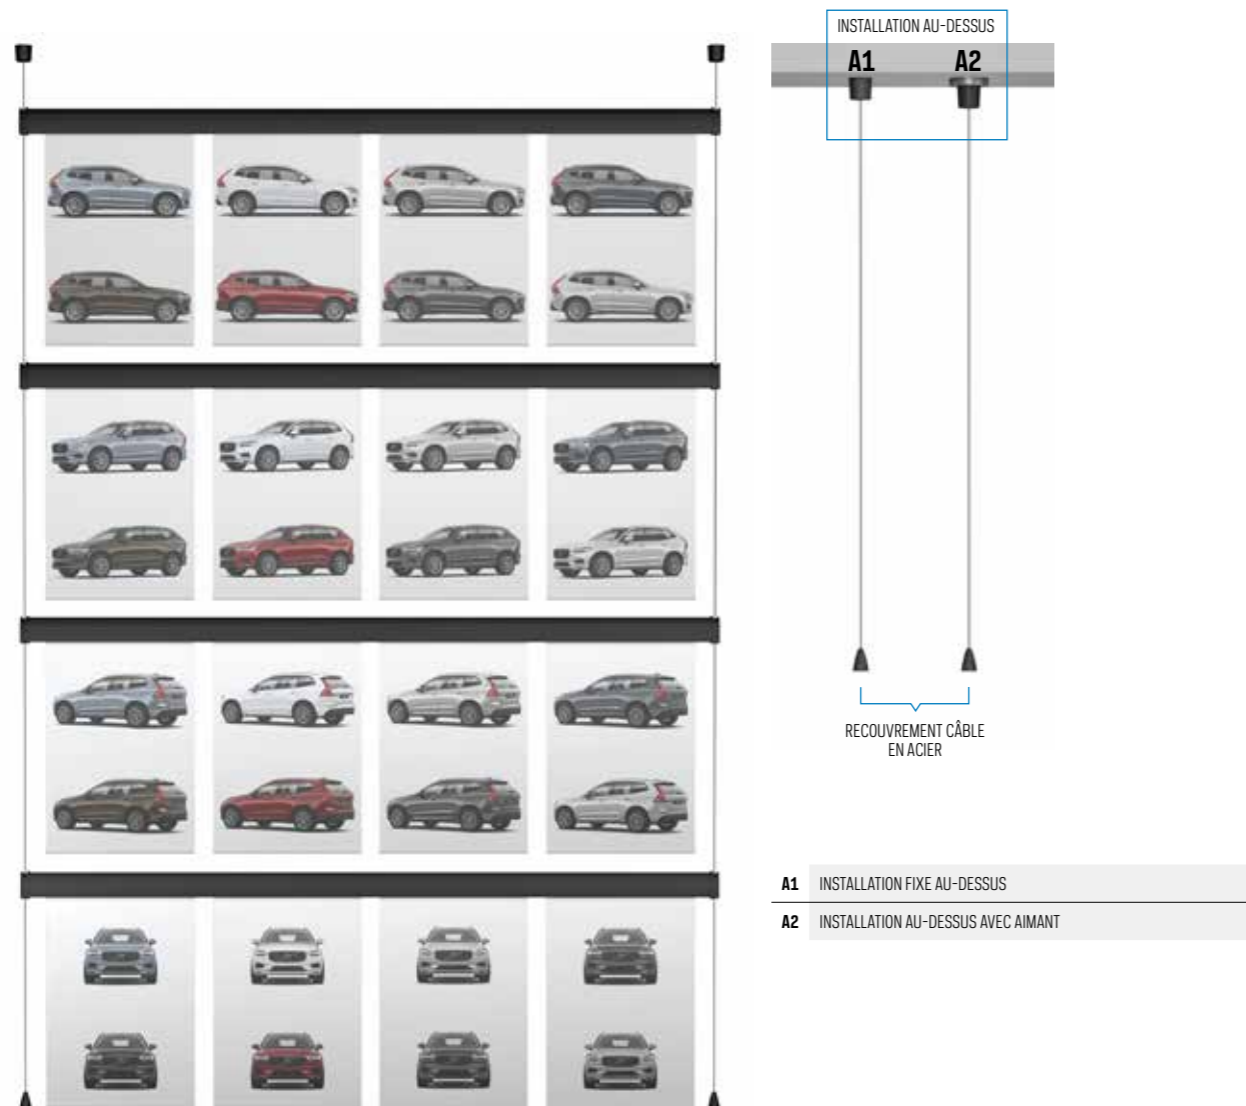 INSTALLATION AU-DESSUS
A1 A2
RECOUVREMENT CÂBLE
EN ACIER
A1 INSTALLATION FIXE AU-DESSUS
A2 INSTALLATION AU-DESSUS AVEC AIMANT